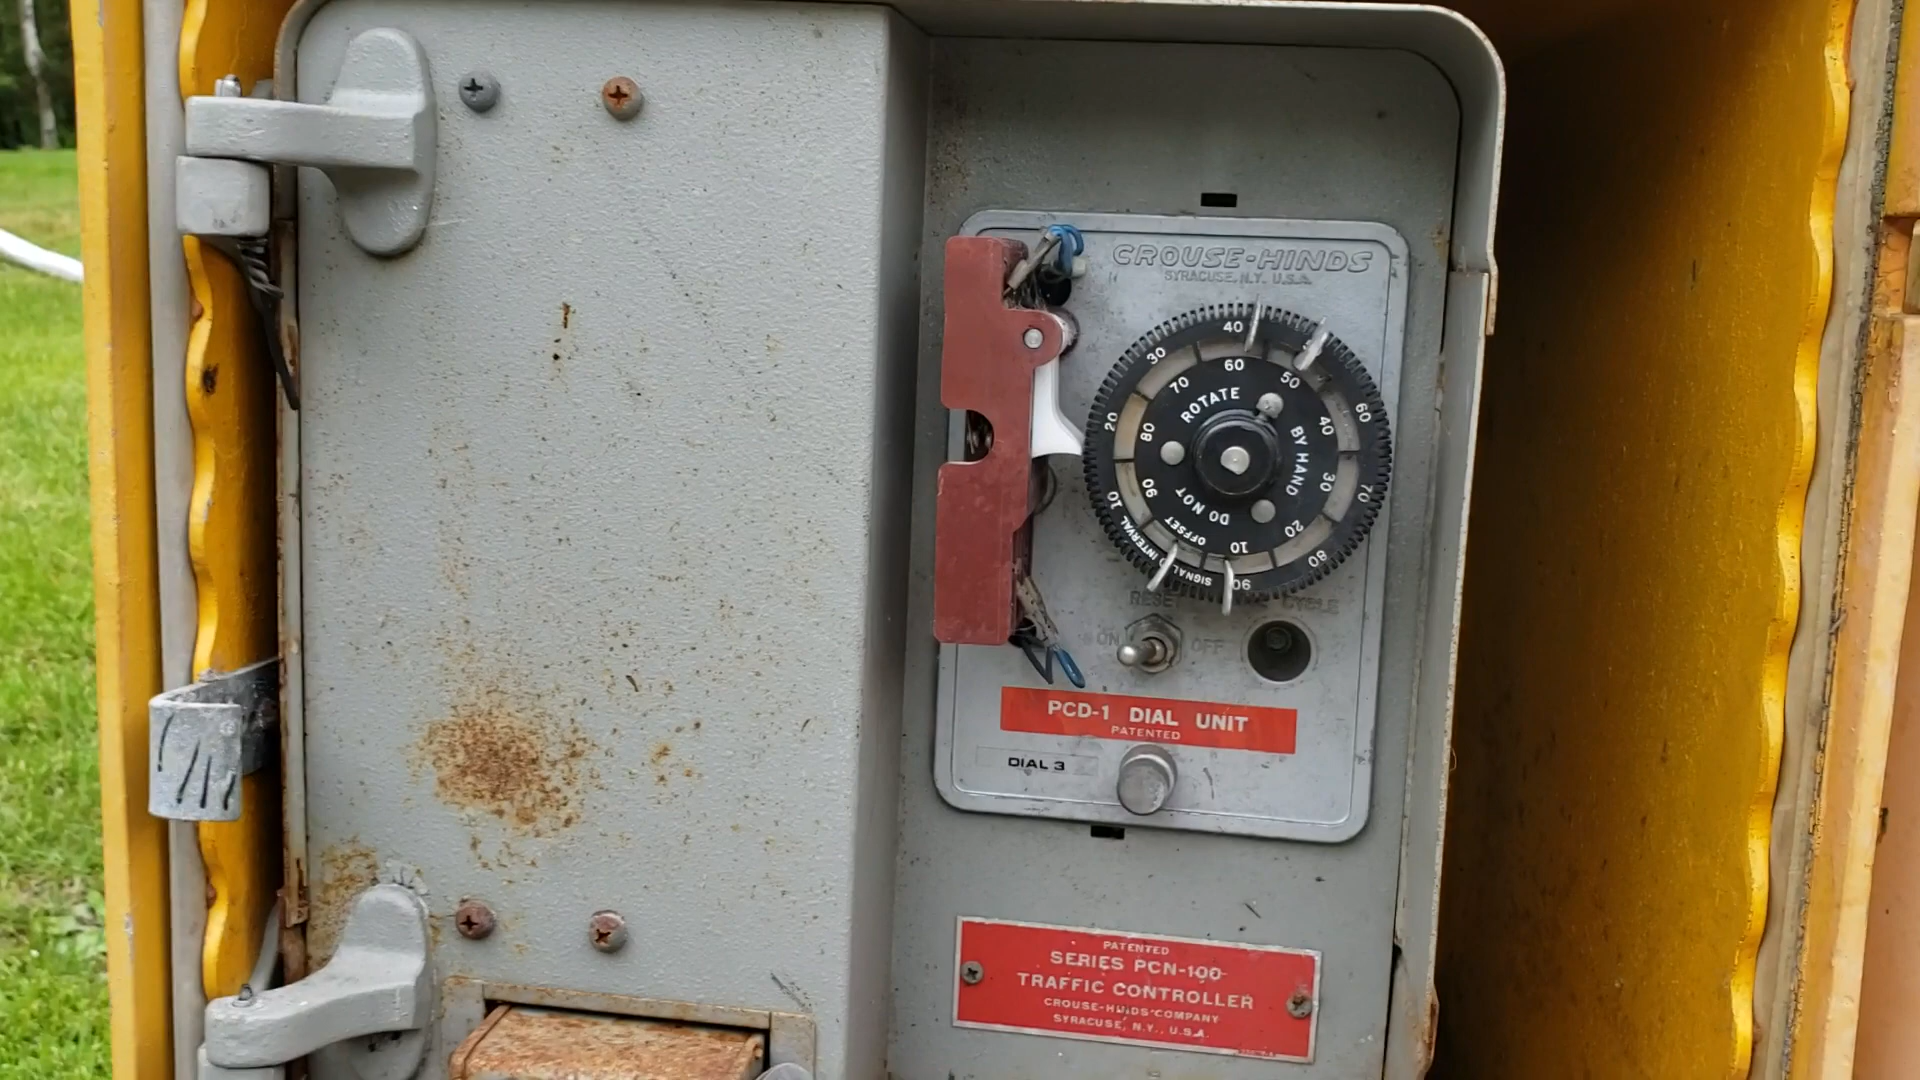 CROUSE-HINDS
SYRACUSE, N.Y. U.S.A.
40
60
70
80
90
SIGNAL
INTERVAL
10
20
30
OFFSET
10
20
30
40
50
60
70
80
90
ROTATE
BY HAND
DO NOT
RESE
CYCLE
ON
OFF
PCD-1 DIAL UNIT
PATENTED
DIAL 3
PATENTED
SERIES PCN-100
TRAFFIC CONTROLLER
CROUSE-HINDS COMPANY
SYRACUSE, N.Y., U.S.A.